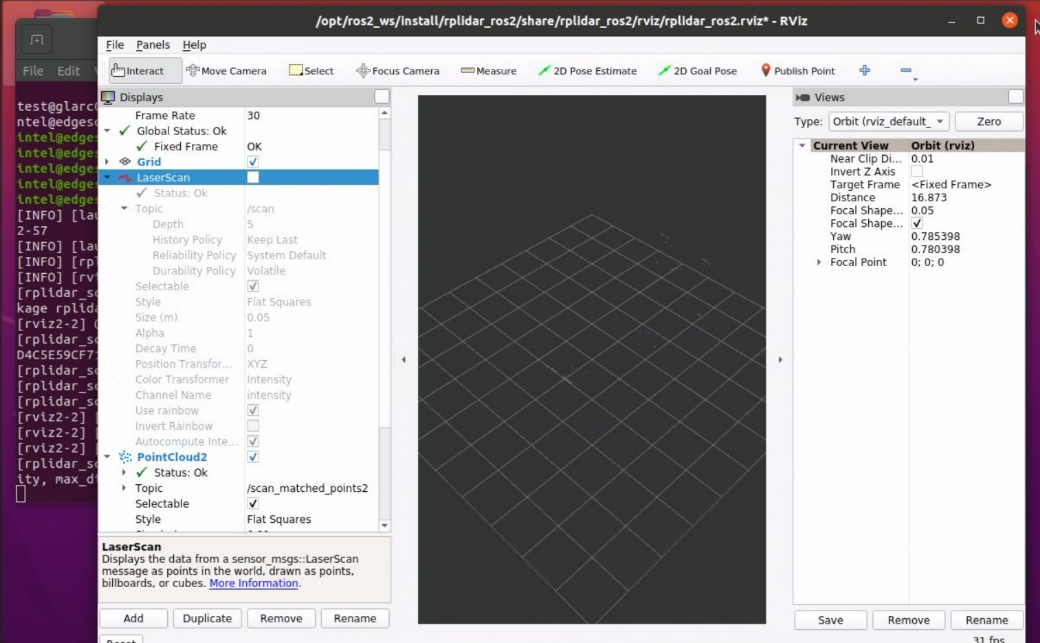 /opt/ros2_ws/install/rplidar_ros2/share/rplidar_ros2/rviz/rplidar_ros2.rviz* - RViz
File Edit
File Panels Help
Interact Move Camera Select Focus Camera Measure 2D Pose Estimate 2D Goal Pose Publish Point
Displays
Frame Rate 30
Global Status: Ok
Fixed Frame OK
Grid
LaserScan
Status: Ok
Topic /scan
Depth 5
History Policy Keep Last
Reliability Policy System Default
Durability Policy Volatile
Selectable
Style Flat Squares
Size (m) 0.05
Alpha 1
Decay Time 0
Position Transfor... XYZ
Color Transformer Intensity
Channel Name intensity
Use rainbow
Invert Rainbow
Autocompute Inte...
PointCloud2
Status: Ok
Topic /scan_matched_points2
Selectable
Style Flat Squares
LaserScan
Displays the data from a sensor_msgs::LaserScan
message as points in the world, drawn as points,
billboards, or cubes. More Information.
Add Duplicate Remove Rename
Reset
Views
Type: Orbit (rviz_default_ Zero
Current View Orbit (rviz)
Near Clip Di... 0.01
Invert Z Axis
Target Frame <Fixed Frame>
Distance 16.873
Focal Shape... 0.05
Focal Shape...
Yaw 0.785398
Pitch 0.780398
Focal Point 0; 0; 0
Save Remove Rename
31 fps
test@glarc
ntel@edges
intel@edge
intel@edge
intel@edge
intel@edge
intel@edge
[INFO] [lau
2-57
[INFO] [lau
[INFO] [rpl
[INFO] [rvi
[rplidar_sc
kage rplida
[rviz2-2]
[rplidar_sc
D4C5E59CF7
[rplidar_sc
[rplidar_sc
[rplidar_sc
[rviz2-2]
[rviz2-2]
[rviz2-2]
[rplidar_sc
ity, max_d